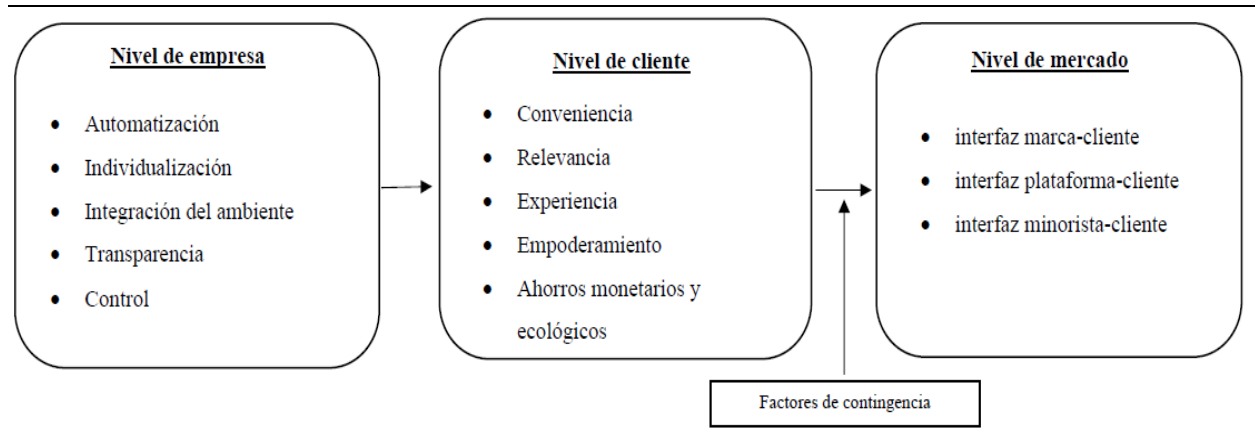 Nivel de empresa
• Automatización
• Individualización
• Integración del ambiente
• Transparencia
• Control
Nivel de cliente
• Conveniencia
• Relevancia
• Experiencia
• Empoderamiento
• Ahorros monetarios y
ecológicos
Nivel de mercado
• interfaz marca-cliente
• interfaz plataforma-cliente
• interfaz minorista-cliente
Factores de contingencia